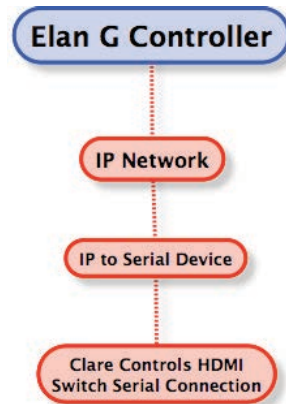 Elan G Controller
IP Network
IP to Serial Device
Clare Controls HDMI
Switch Serial Connection